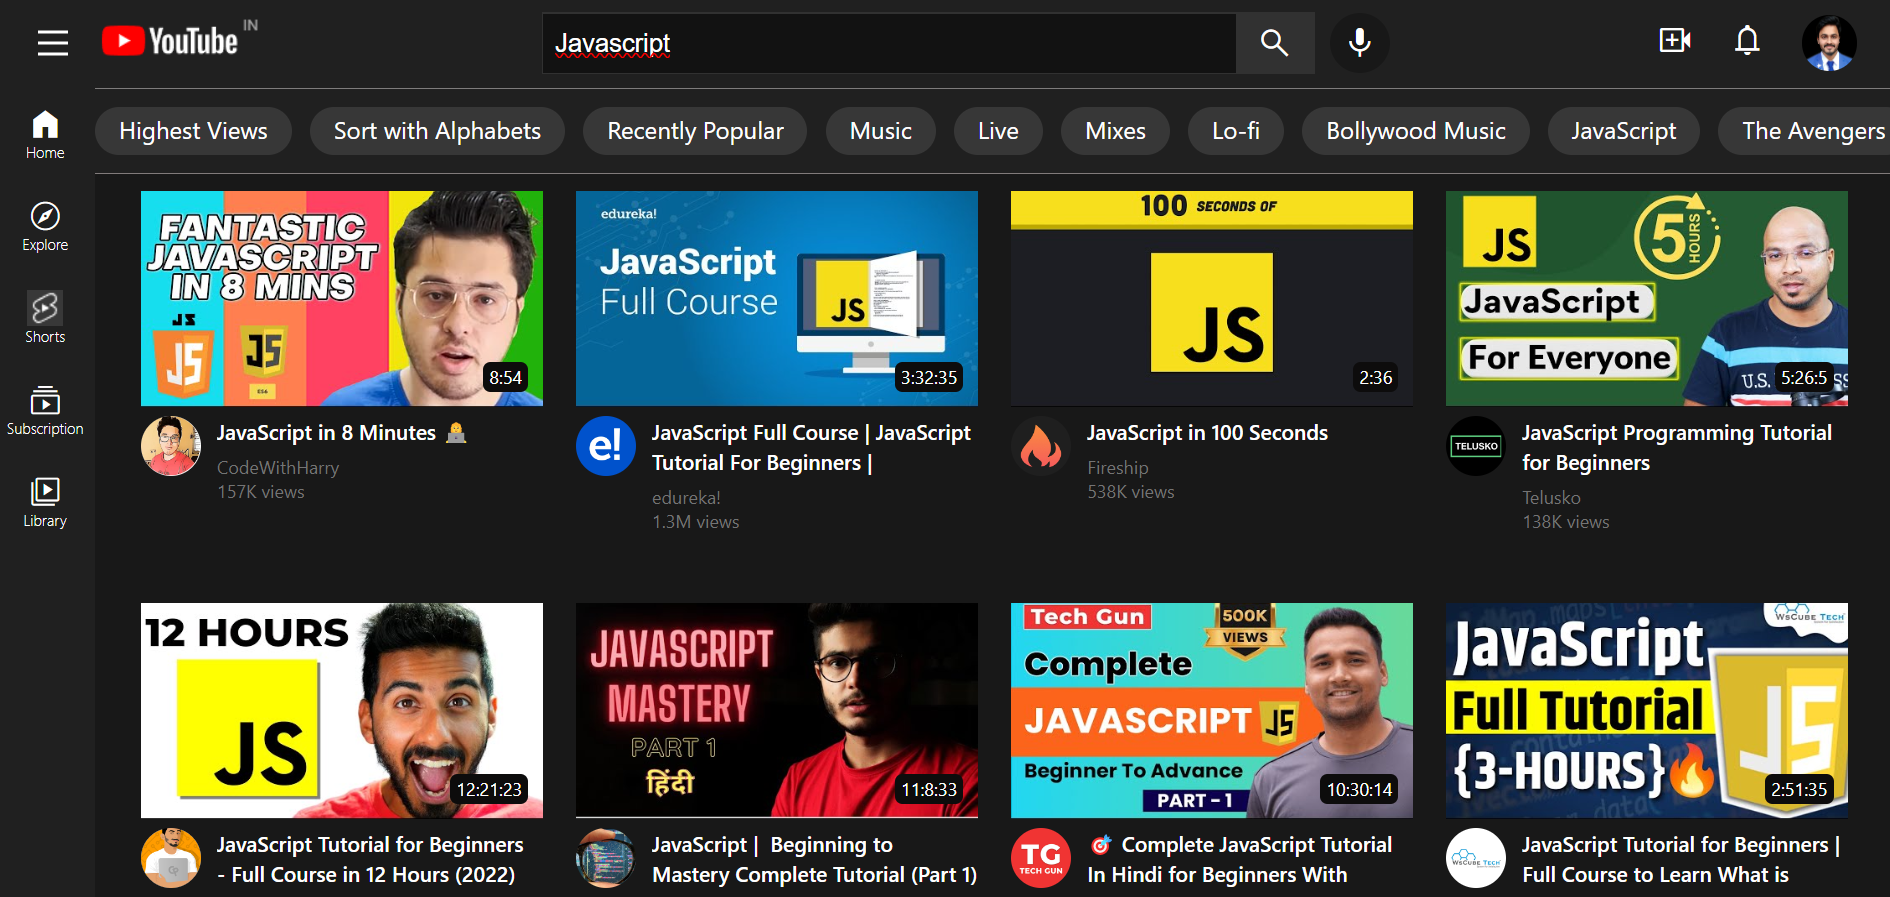 YouTube IN
Javascript
Highest Views
Sort with Alphabets
Recently Popular
Music
Live
Mixes
Lo-fi
Bollywood Music
JavaScript
The Avengers
Home
Explore
Shorts
Subscription
Library
FANTASTIC
JAVASCRIPT
IN 8 MINS
JS
JS
JS
ES6
8:54
JavaScript in 8 Minutes
CodeWithHarry
157K views
edureka!
JavaScript
Full Course
JS
3:32:35
e!
JavaScript Full Course | JavaScript
Tutorial For Beginners |
edureka!
1.3M views
100 SECONDS OF
JS
2:36
JavaScript in 100 Seconds
Fireship
538K views
JS
5 HOURS
JavaScript
For Everyone
U.S.
5:26:5
TELUSKO
JavaScript Programming Tutorial
for Beginners
Telusko
138K views
12 HOURS
JS
12:21:23
JavaScript Tutorial for Beginners
- Full Course in 12 Hours (2022)
JAVASCRIPT
MASTERY
PART 1
हिंदी
11:8:33
JavaScript | Beginning to
Mastery Complete Tutorial (Part 1)
Tech Gun
500K
VIEWS
Complete
JAVASCRIPT JS
Beginner To Advance
PART - 1
10:30:14
TG
TECH GUN
Complete JavaScript Tutorial
In Hindi for Beginners With
WsCube Tech
JavaScript
Full Tutorial
{3-HOURS}
JS
2:51:35
WsCube Tech
JavaScript Tutorial for Beginners |
Full Course to Learn What is